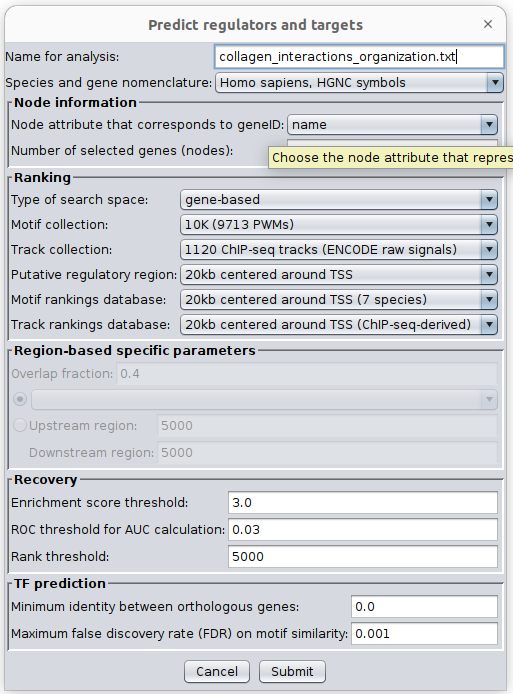 Predict regulators and targets
Name for analysis: collagen_interactions_organization.txt
Species and gene nomenclature: Homo sapiens, HGNC symbols
Node information
Node attribute that corresponds to geneID: name
Number of selected genes (nodes):
Choose the node attribute that repres
Ranking
Type of search space: gene-based
Motif collection: 10K (9713 PWMs)
Track collection: 1120 ChIP-seq tracks (ENCODE raw signals)
Putative regulatory region: 20kb centered around TSS
Motif rankings database: 20kb centered around TSS (7 species)
Track rankings database: 20kb centered around TSS (ChIP-seq-derived)
Region-based specific parameters
Overlap fraction: 0.4
Upstream region: 5000
Downstream region: 5000
Recovery
Enrichment score threshold: 3.0
ROC threshold for AUC calculation: 0.03
Rank threshold: 5000
TF prediction
Minimum identity between orthologous genes: 0.0
Maximum false discovery rate (FDR) on motif similarity: 0.001
Cancel Submit